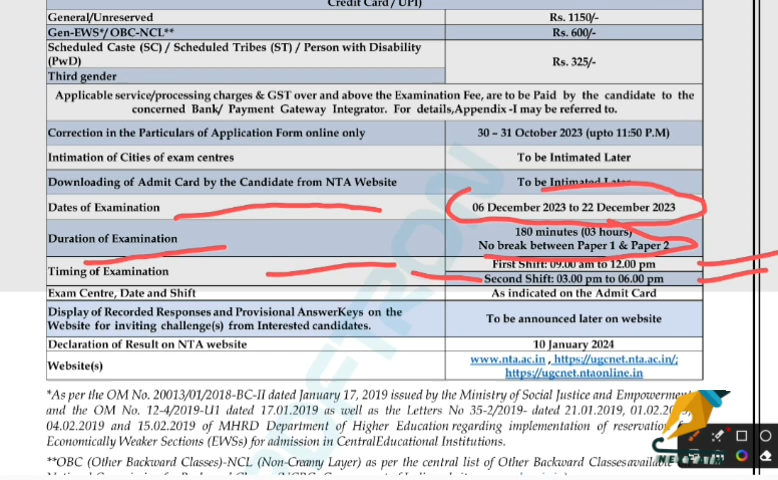 Credit Card / UPI)
General/Unreserved Rs. 1150/-
Gen-EWS*/ OBC-NCL** Rs. 600/-
Scheduled Caste (SC) / Scheduled Tribes (ST) / Person with Disability
(PwD) Rs. 325/-
Third gender
Applicable service/processing charges & GST over and above the Examination Fee, are to be Paid by the candidate to the
concerned Bank/ Payment Gateway Integrator. For details,Appendix -I may be referred to.
Correction in the Particulars of Application Form online only 30 – 31 October 2023 (upto 11:50 P.M)
Intimation of Cities of exam centres To be Intimated Later
Downloading of Admit Card by the Candidate from NTA Website To be Intimated Later
Dates of Examination 06 December 2023 to 22 December 2023
Duration of Examination 180 minutes (03 hours)
No break between Paper 1 & Paper 2
Timing of Examination First Shift: 09.00 am to 12.00 pm
Second Shift: 03.00 pm to 06.00 pm
Exam Centre, Date and Shift As indicated on the Admit Card
Display of Recorded Responses and Provisional AnswerKeys on the
Website for inviting challenge(s) from Interested candidates. To be announced later on website
Declaration of Result on NTA website 10 January 2024
Website(s) www.nta.ac.in , https://ugcnet.nta.ac.in/;
https://ugcnet.ntaonline.in
*As per the OM No. 20013/01/2018-BC-II dated January 17, 2019 issued by the Ministry of Social Justice and Empowerment
and the OM No. 12-4/2019-U1 dated 17.01.2019 as well as the Letters No 35-2/2019- dated 21.01.2019, 01.02.2019,
04.02.2019 and 15.02.2019 of MHRD Department of Higher Education regarding implementation of reservation
Economically Weaker Sections (EWSs) for admission in CentralEducational Institutions.
**OBC (Other Backward Classes)-NCL (Non-Creamy Layer) as per the central list of Other Backward Classesavailable